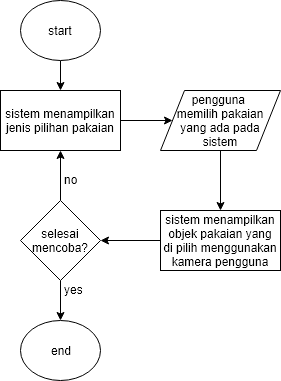 start
sistem menampilkan
jenis pilihan pakaian
pengguna
memilih pakaian
yang ada pada
sistem
sistem menampilkan
objek pakaian yang
di pilih menggunakan
kamera pengguna
selesai
mencoba?
no
yes
end